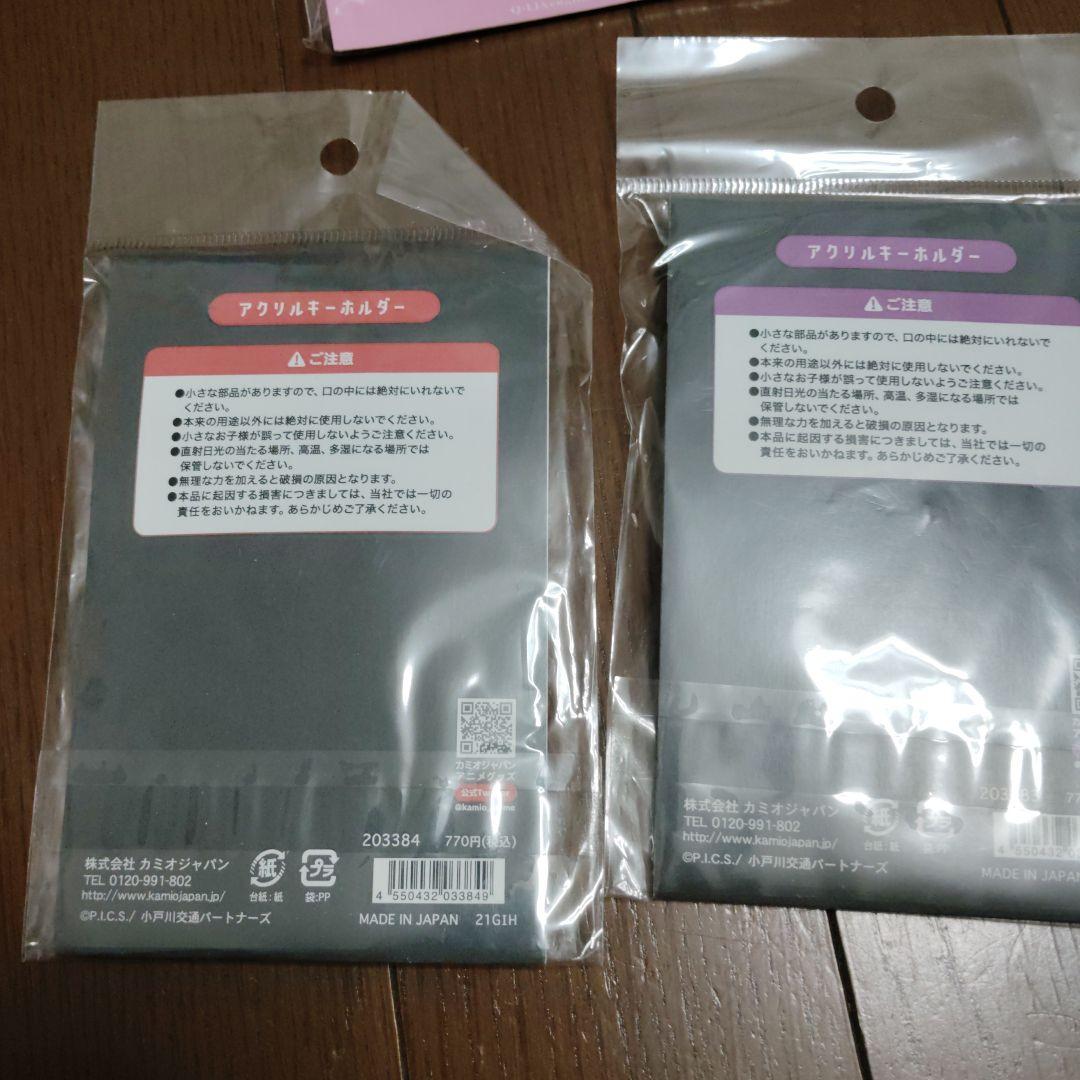 アクリルキーホルダー
ご注意
●小さな部品がありますので、口の中には絶対にいれないで
ください。
●本来の用途以外には絶対に使用しないでください。
●小さなお子様が誤って使用しないようご注意ください。
●直射日光の当たる場所、高温、多湿になる場所では
保管しないでください。
●無理な力を加えると破損の原因となります。
●本品に起因する損害につきましては、当社では一切の
責任をおいかねます。あらかじめご了承ください。
カミオジャパン
アニメグッズ
203384 770円(税込)
株式会社 カミオジャパン
TEL 0120-991-802
http://www.kamiojapan.jp/
©P.I.C.S./ 小戸川交通パートナーズ
紙
台紙:紙
プラ
袋:PP
4 550432 033849
MADE IN JAPAN 21GIH
アクリルキーホルダー
ご注意
●小さな部品がありますので、口の中には絶対にいれないで
ください。
●本来の用途以外には絶対に使用しないでください。
●小さなお子様が誤って使用しないようご注意ください。
●直射日光の当たる場所、高温、多湿になる場所では
保管しないでください。
●無理な力を加えると破損の原因となります。
●本品に起因する損害につきましては、当社では一切の
責任をおいかねます。あらかじめご了承ください。
株式会社 カミオジャパン
TEL 0120-991-802
http://www.kamiojapan.jp/
©P.I.C.S./ 小戸川交通パートナーズ
紙
台紙:紙
袋:PP
MADE IN JAPAN